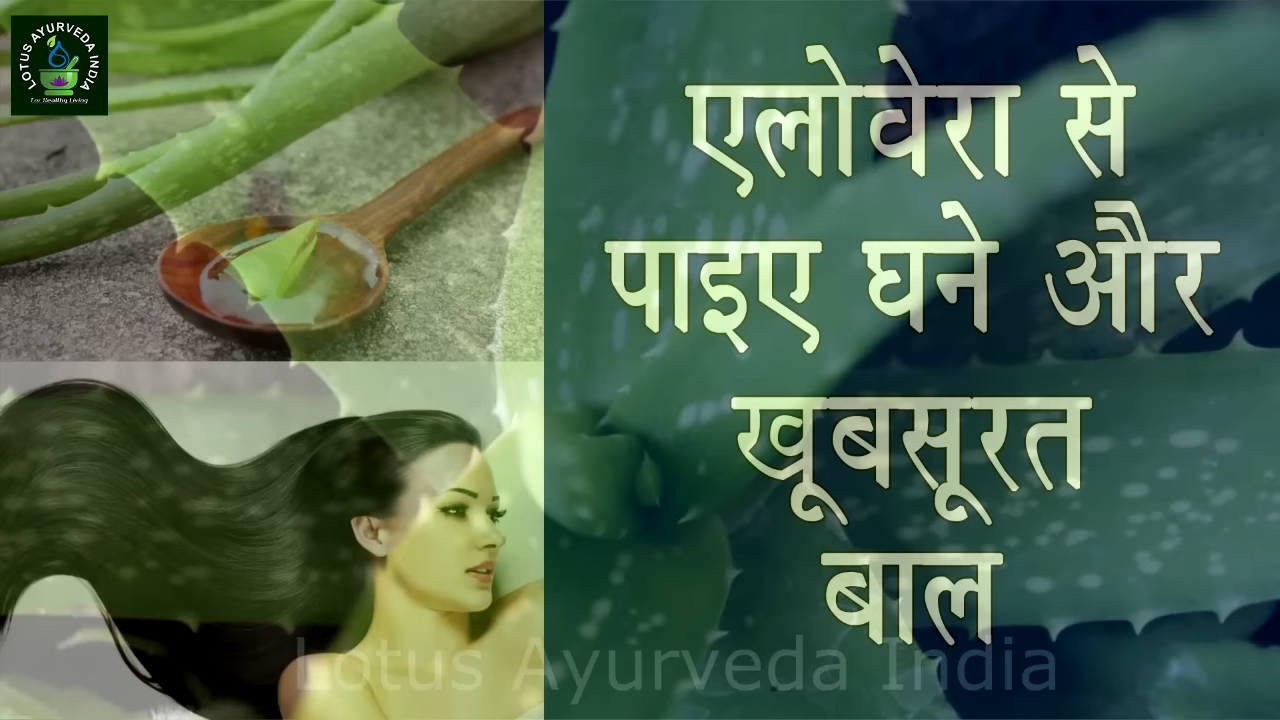 LOTUS AYURVEDA INDIA
For Healthy Living
एलोवेरा से
पाइए घने और
खूबसूरत
बाल
Lotus Ayurveda India